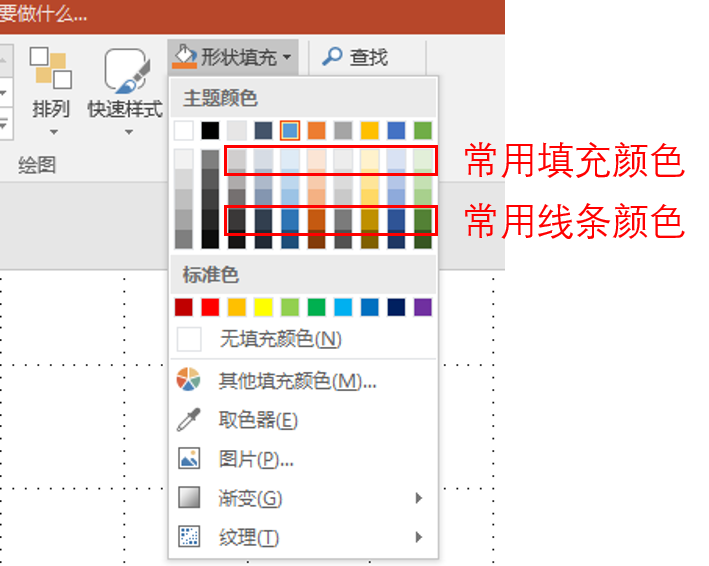 要做什么...
形状填充
查找
排列
快速样式
绘图
主题颜色
常用填充颜色
常用线条颜色
标准色
无填充颜色(N)
其他填充颜色(M)...
取色器(E)
图片(P)...
渐变(G)
纹理(T)